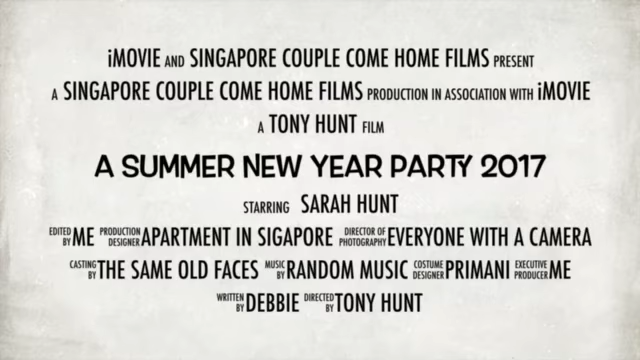 iMOVIE AND SINGAPORE COUPLE COME HOME FILMS PRESENT
A SINGAPORE COUPLE COME HOME FILMS PRODUCTION IN ASSOCIATION WITH iMOVIE
A TONY HUNT FILM
A SUMMER NEW YEAR PARTY 2017
STARRING SARAH HUNT
EDITED BY ME PRODUCTION DESIGNER APARTMENT IN SIGAPORE DIRECTOR OF PHOTOGRAPHY EVERYONE WITH A CAMERA
CASTING BY THE SAME OLD FACES MUSIC BY RANDOM MUSIC COSTUME DESIGNER PRIMANI EXECUTIVE PRODUCER ME
WRITTEN BY DEBBIE DIRECTED BY TONY HUNT